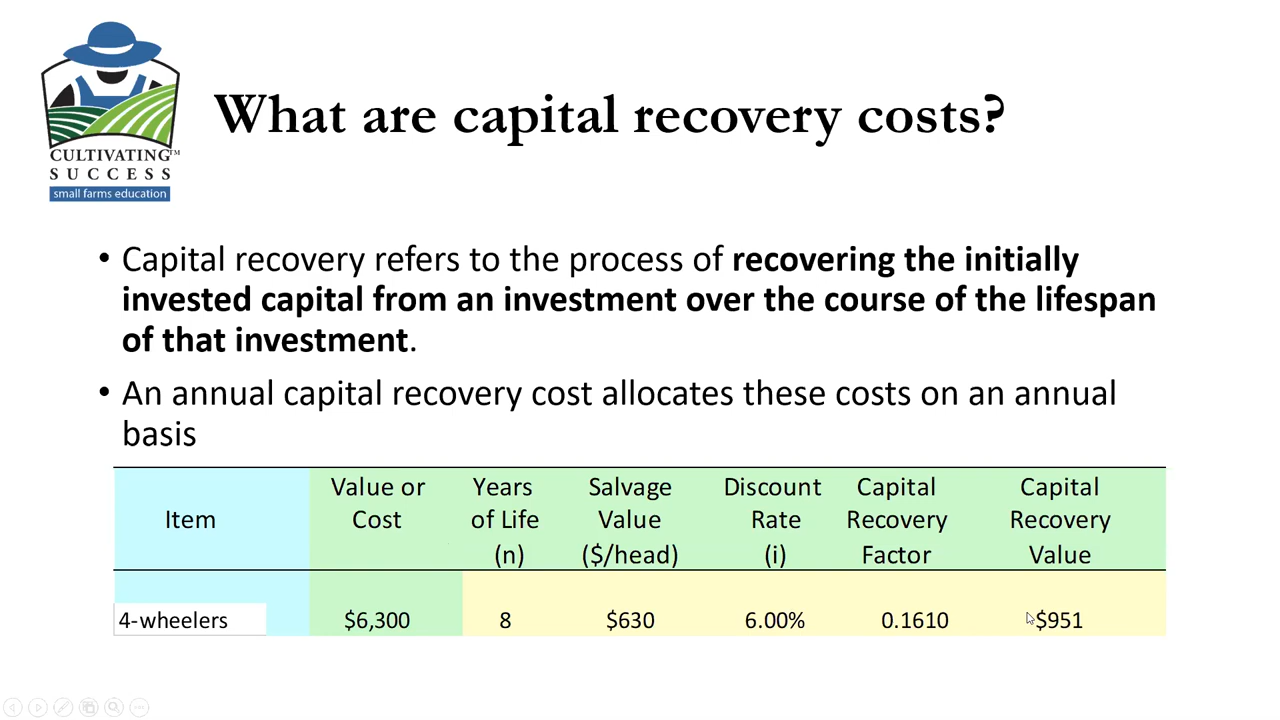 What are capital recovery costs?
CULTIVATING™
SUCCESS
small farms education
• Capital recovery refers to the process of recovering the initially
invested capital from an investment over the course of the lifespan
of that investment.
• An annual capital recovery cost allocates these costs on an annual
basis
Item
Value or
Cost
Years
of Life
(n)
Salvage
Value
($/head)
Discount
Rate
(i)
Capital
Recovery
Factor
Capital
Recovery
Value
4-wheelers $6,300 8 $630 6.00% 0.1610 $951